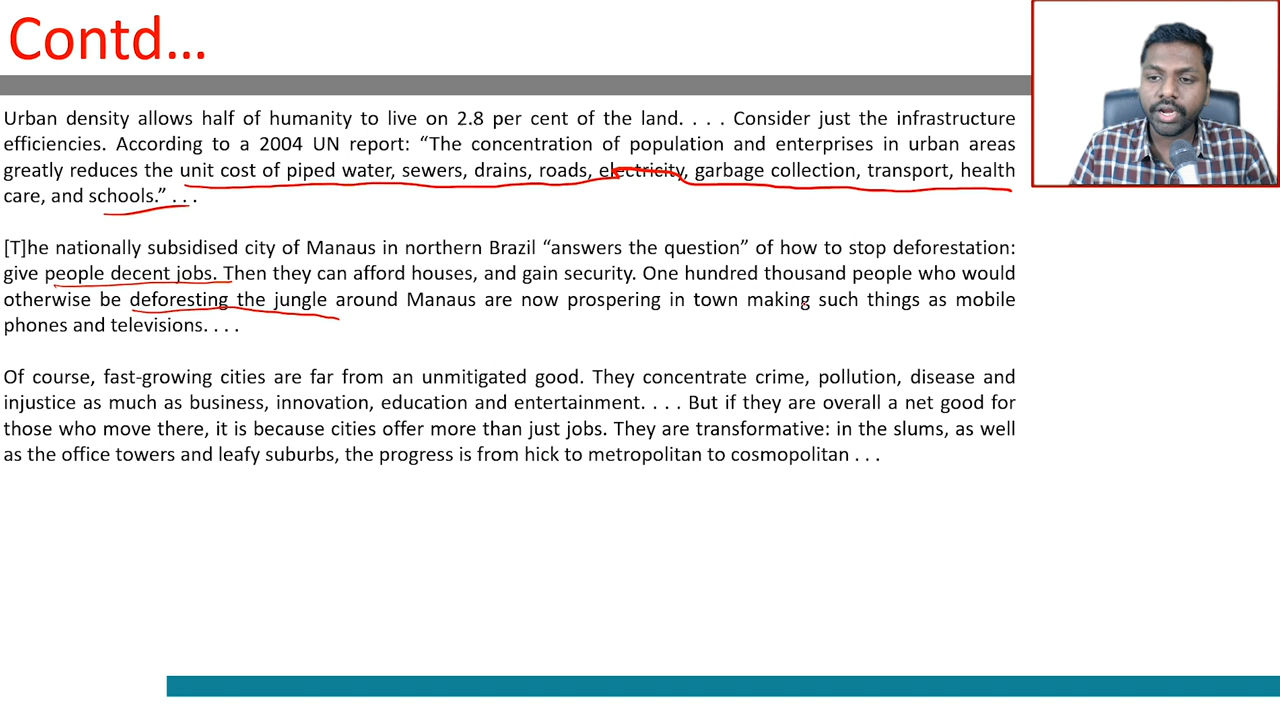 Contd...
Urban density allows half of humanity to live on 2.8 per cent of the land. . . . Consider just the infrastructure
efficiencies. According to a 2004 UN report: “The concentration of population and enterprises in urban areas
greatly reduces the unit cost of piped water, sewers, drains, roads, electricity, garbage collection, transport, health
care, and schools.” . . .
[T]he nationally subsidised city of Manaus in northern Brazil “answers the question” of how to stop deforestation:
give people decent jobs. Then they can afford houses, and gain security. One hundred thousand people who would
otherwise be deforesting the jungle around Manaus are now prospering in town making such things as mobile
phones and televisions. . . .
Of course, fast-growing cities are far from an unmitigated good. They concentrate crime, pollution, disease and
injustice as much as business, innovation, education and entertainment. . . . But if they are overall a net good for
those who move there, it is because cities offer more than just jobs. They are transformative: in the slums, as well
as the office towers and leafy suburbs, the progress is from hick to metropolitan to cosmopolitan . . .